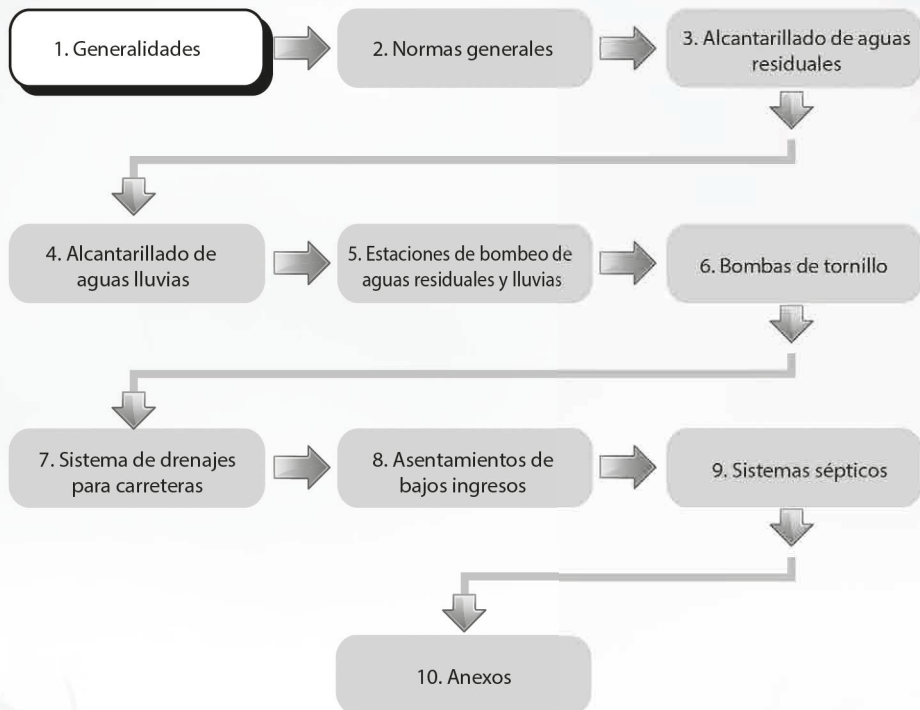 1. Generalidades
2. Normas generales
3. Alcantarillado de aguas
residuales
4. Alcantarillado de
aguas lluvias
5. Estaciones de bombeo de
aguas residuales y lluvias
6. Bombas de tornillo
7. Sistema de drenajes
para carreteras
8. Asentamientos de
bajos ingresos
9. Sistemas sépticos
10. Anexos